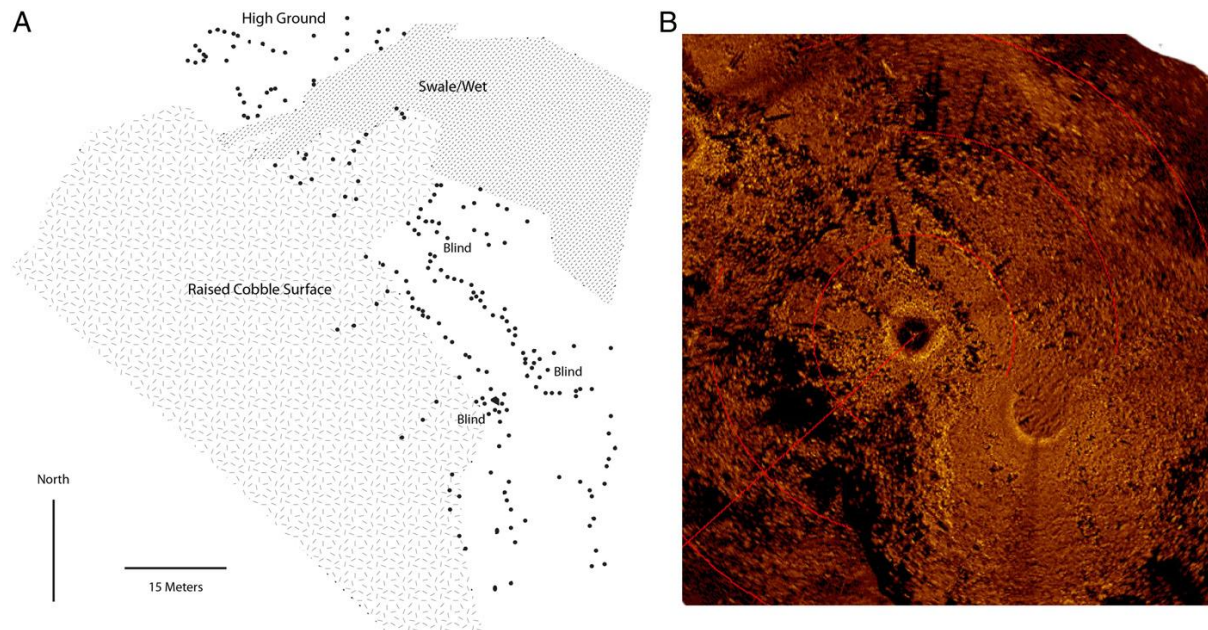 A
High Ground
Swale/Wet
Blind
Raised Cobble Surface
Blind
Blind
North
15 Meters
B